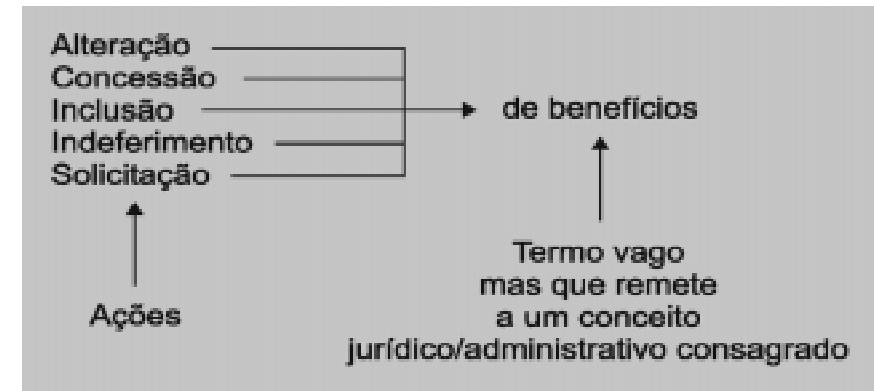 Alteração
Concessão
Inclusão
Indeferimento
Solicitação
de benefícios
Ações
Termo vago
mas que remete
a um conceito
jurídico/administrativo consagrado